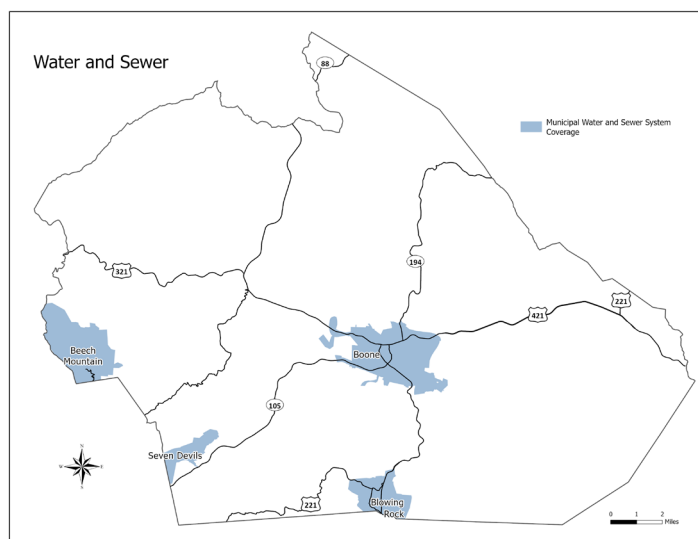 Water and Sewer
88
Municipal Water and Sewer System
Coverage
194
321
221
421
Beech
Mountain
Boone
105
Seven Devils
N
W
E
S
221
Blowing
Rock
0 1 2
Miles